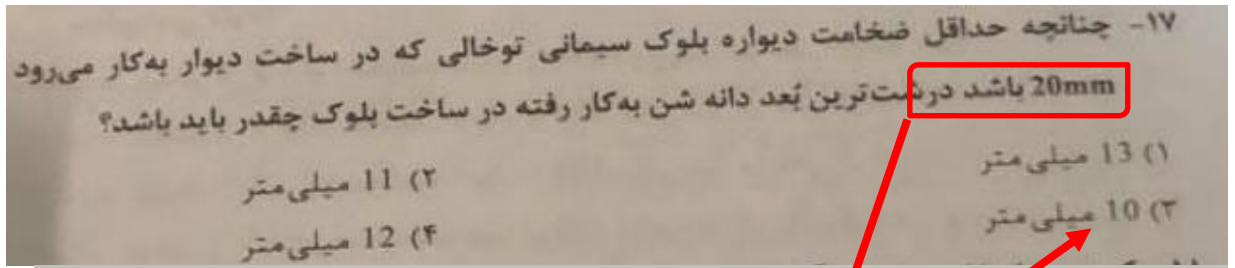 ۱۷- چنانچه حداقل ضخامت دیواره بلوک سیمانی توخالی که در ساخت دیوار به‌کار می‌رود
20mm باشد درشت‌ترین بُعد دانه شن به‌کار رفته در ساخت بلوک چقدر باید باشد؟
۱) 13 میلی‌متر
۲) 11 میلی‌متر
۳) 10 میلی‌متر
۴) 12 میلی‌متر